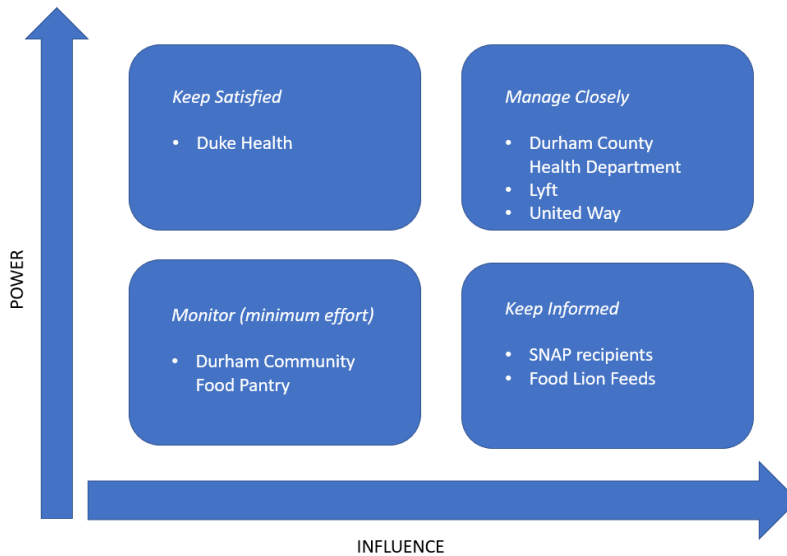 Keep Satisfied
• Duke Health
Manage Closely
• Durham County
Health Department
• Lyft
• United Way
POWER
Monitor (minimum effort)
• Durham Community
Food Pantry
Keep Informed
• SNAP recipients
• Food Lion Feeds
INFLUENCE